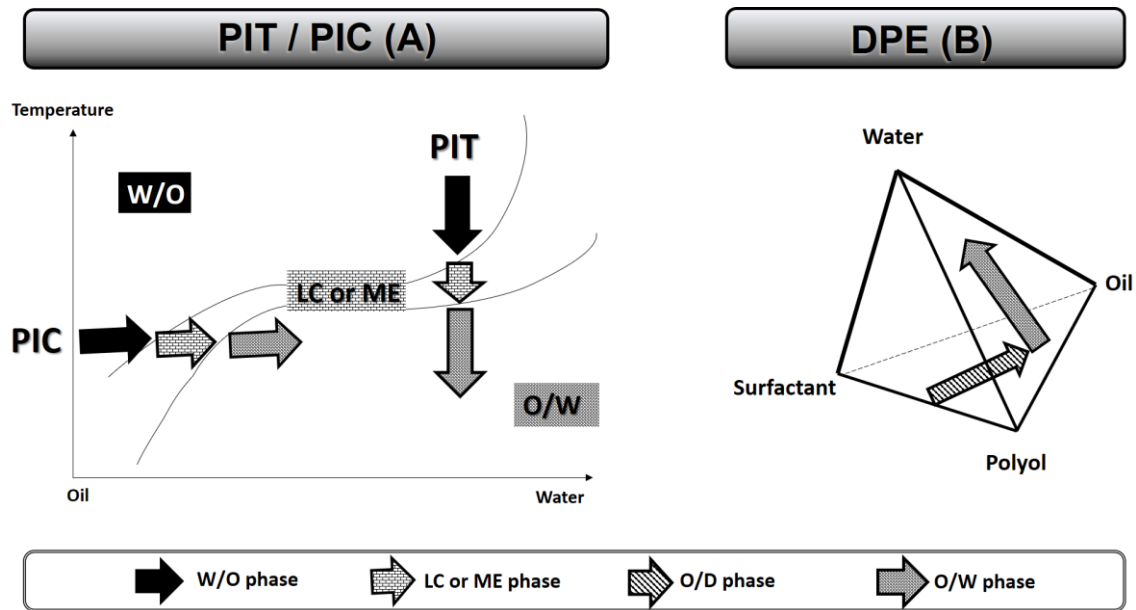 PIT / PIC (A)
DPE (B)
Temperature
PIT
W/O
LC or ME
PIC
O/W
Oil
Water
Water
Oil
Surfactant
Polyol
W/O phase
LC or ME phase
O/D phase
O/W phase